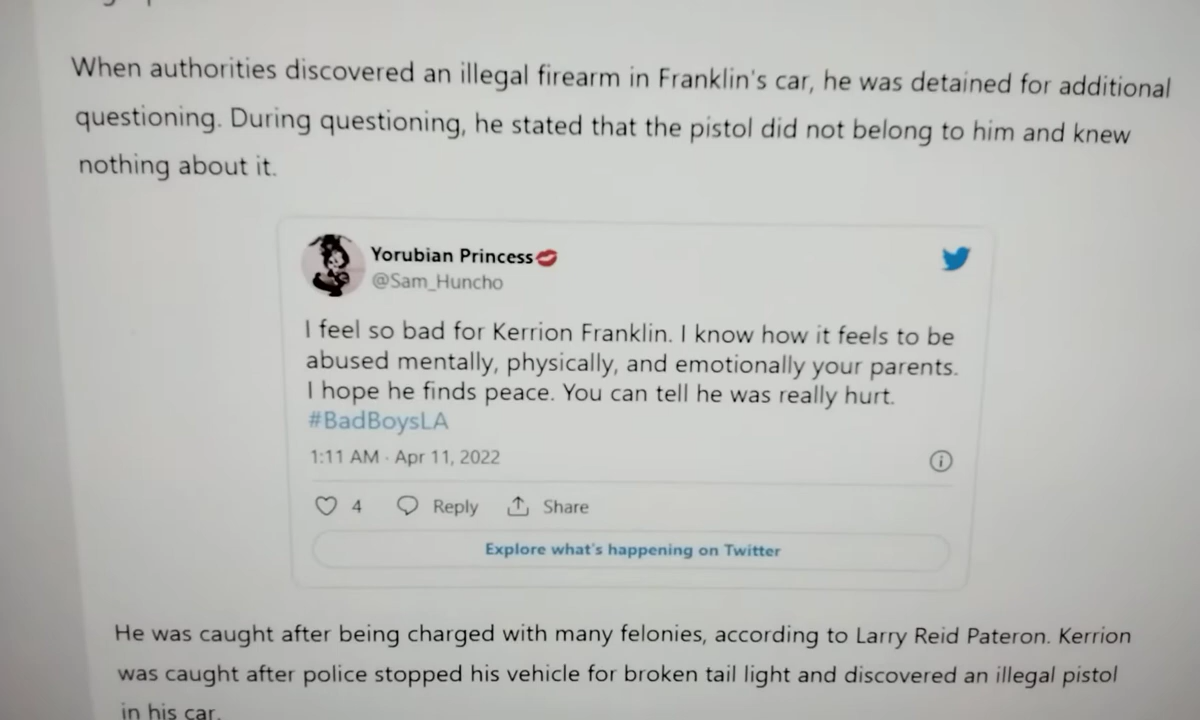 When authorities discovered an illegal firearm in Franklin's car, he was detained for additional
questioning. During questioning, he stated that the pistol did not belong to him and knew
nothing about it.
Yorubian Princess💋
@Sam_Huncho
I feel so bad for Kerrion Franklin. I know how it feels to be
abused mentally, physically, and emotionally your parents.
I hope he finds peace. You can tell he was really hurt.
#BadBoysLA
1:11 AM · Apr 11, 2022
4 Reply Share
Explore what's happening on Twitter
He was caught after being charged with many felonies, according to Larry Reid Pateron. Kerrion
was caught after police stopped his vehicle for broken tail light and discovered an illegal pistol
in his car.